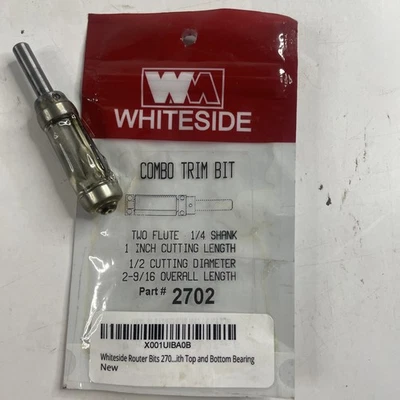 WM
WHITESIDE
COMBO TRIM BIT
TWO FLUTE 1/4 SHANK
1 INCH CUTTING LENGTH
1/2 CUTTING DIAMETER
2-9/16 OVERALL LENGTH
Part # 2702
X001UIBA0B
Whiteside Router Bits 270...ith Top and Bottom Bearing
New